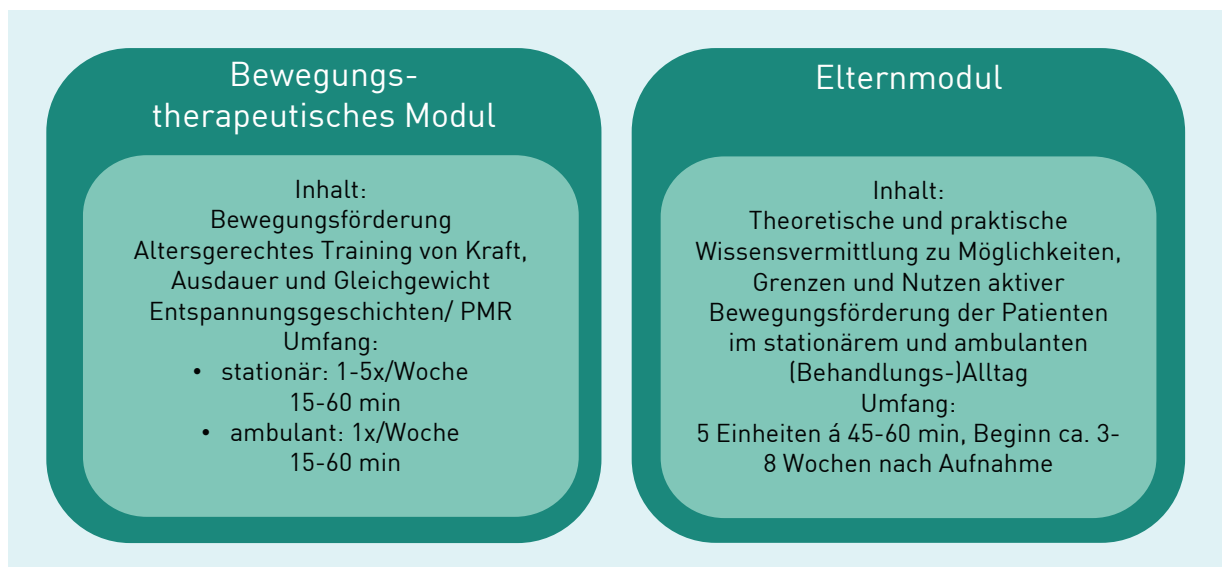 Bewegungs-
therapeutisches Modul
Inhalt:
Bewegungsförderung
Altersgerechtes Training von Kraft,
Ausdauer und Gleichgewicht
Entspannungsgeschichten/ PMR
Umfang:
• stationär: 1-5x/Woche
15-60 min
• ambulant: 1x/Woche
15-60 min
Elternmodul
Inhalt:
Theoretische und praktische
Wissensvermittlung zu Möglichkeiten,
Grenzen und Nutzen aktiver
Bewegungsförderung der Patienten
im stationärem und ambulanten
(Behandlungs-)Alltag
Umfang:
5 Einheiten á 45-60 min, Beginn ca. 3-
8 Wochen nach Aufnahme